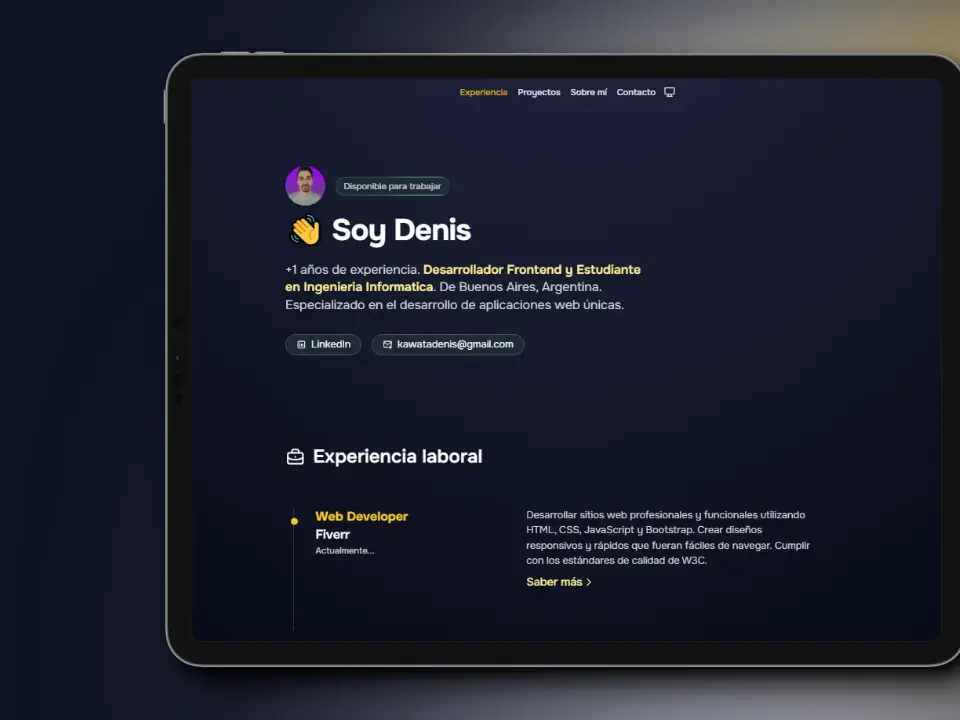 Experiencia Proyectos Sobre mí Contacto
Disponible para trabajar
👋 Soy Denis
+1 años de experiencia. Desarrollador Frontend y Estudiante
en Ingenieria Informatica. De Buenos Aires, Argentina.
Especializado en el desarrollo de aplicaciones web únicas.
LinkedIn kawatadenis@gmail.com
Experiencia laboral
Web Developer
Fiverr
Actualmente...
Desarrollar sitios web profesionales y funcionales utilizando
HTML, CSS, JavaScript y Bootstrap. Crear diseños
responsivos y rápidos que fueran fáciles de navegar. Cumplir
con los estándares de calidad de W3C.
Saber más >